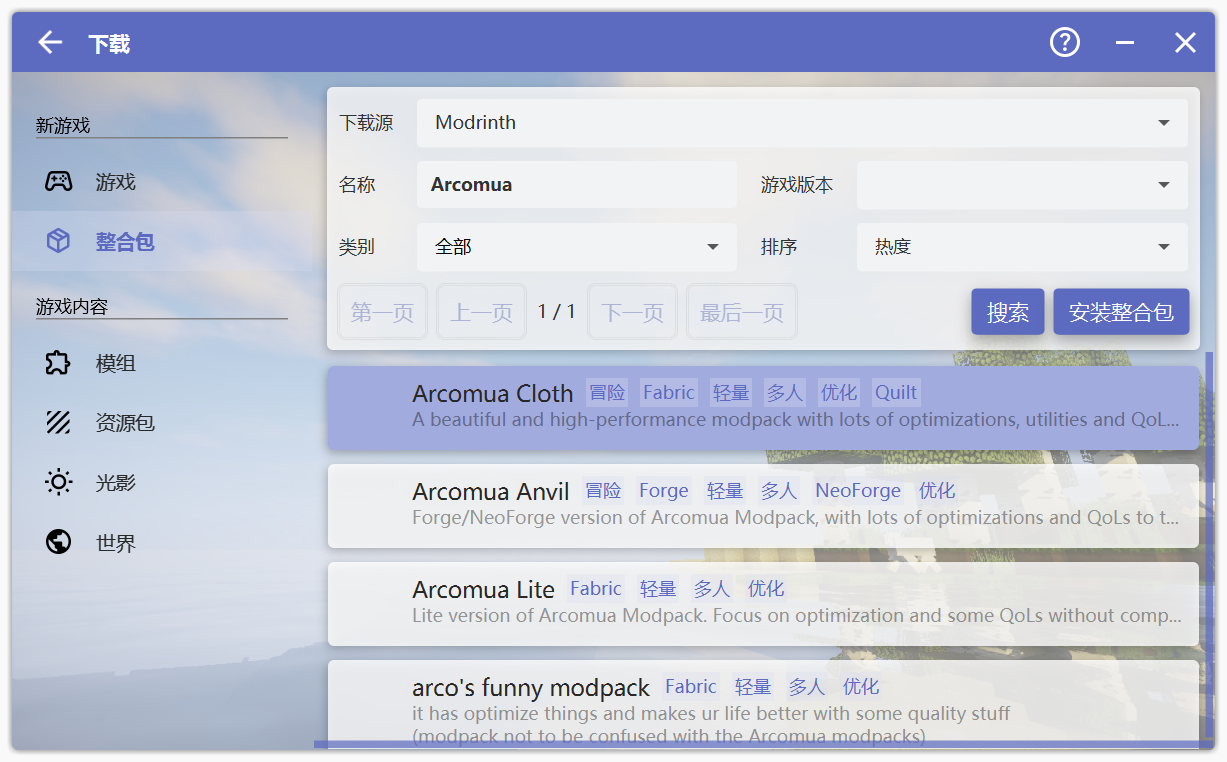 下载
新游戏
游戏
整合包
游戏内容
模组
资源包
光影
世界
下载源 Modrinth
名称 Arcomua 游戏版本
类别 全部 排序 热度
第一页 上一页 1 / 1 下一页 最后一页 搜索 安装整合包
Arcomua Cloth 冒险 Fabric 轻量 多人 优化 Quilt
A beautiful and high-performance modpack with lots of optimizations, utilities and QoL...
Arcomua Anvil 冒险 Forge 轻量 多人 NeoForge 优化
Forge/NeoForge version of Arcomua Modpack, with lots of optimizations and QoLs to t...
Arcomua Lite Fabric 轻量 多人 优化
Lite version of Arcomua Modpack. Focus on optimization and some QoLs without comp...
arco's funny modpack Fabric 轻量 多人 优化
it has optimize things and makes ur life better with some quality stuff
(modpack not to be confused with the Arcomua modpacks)